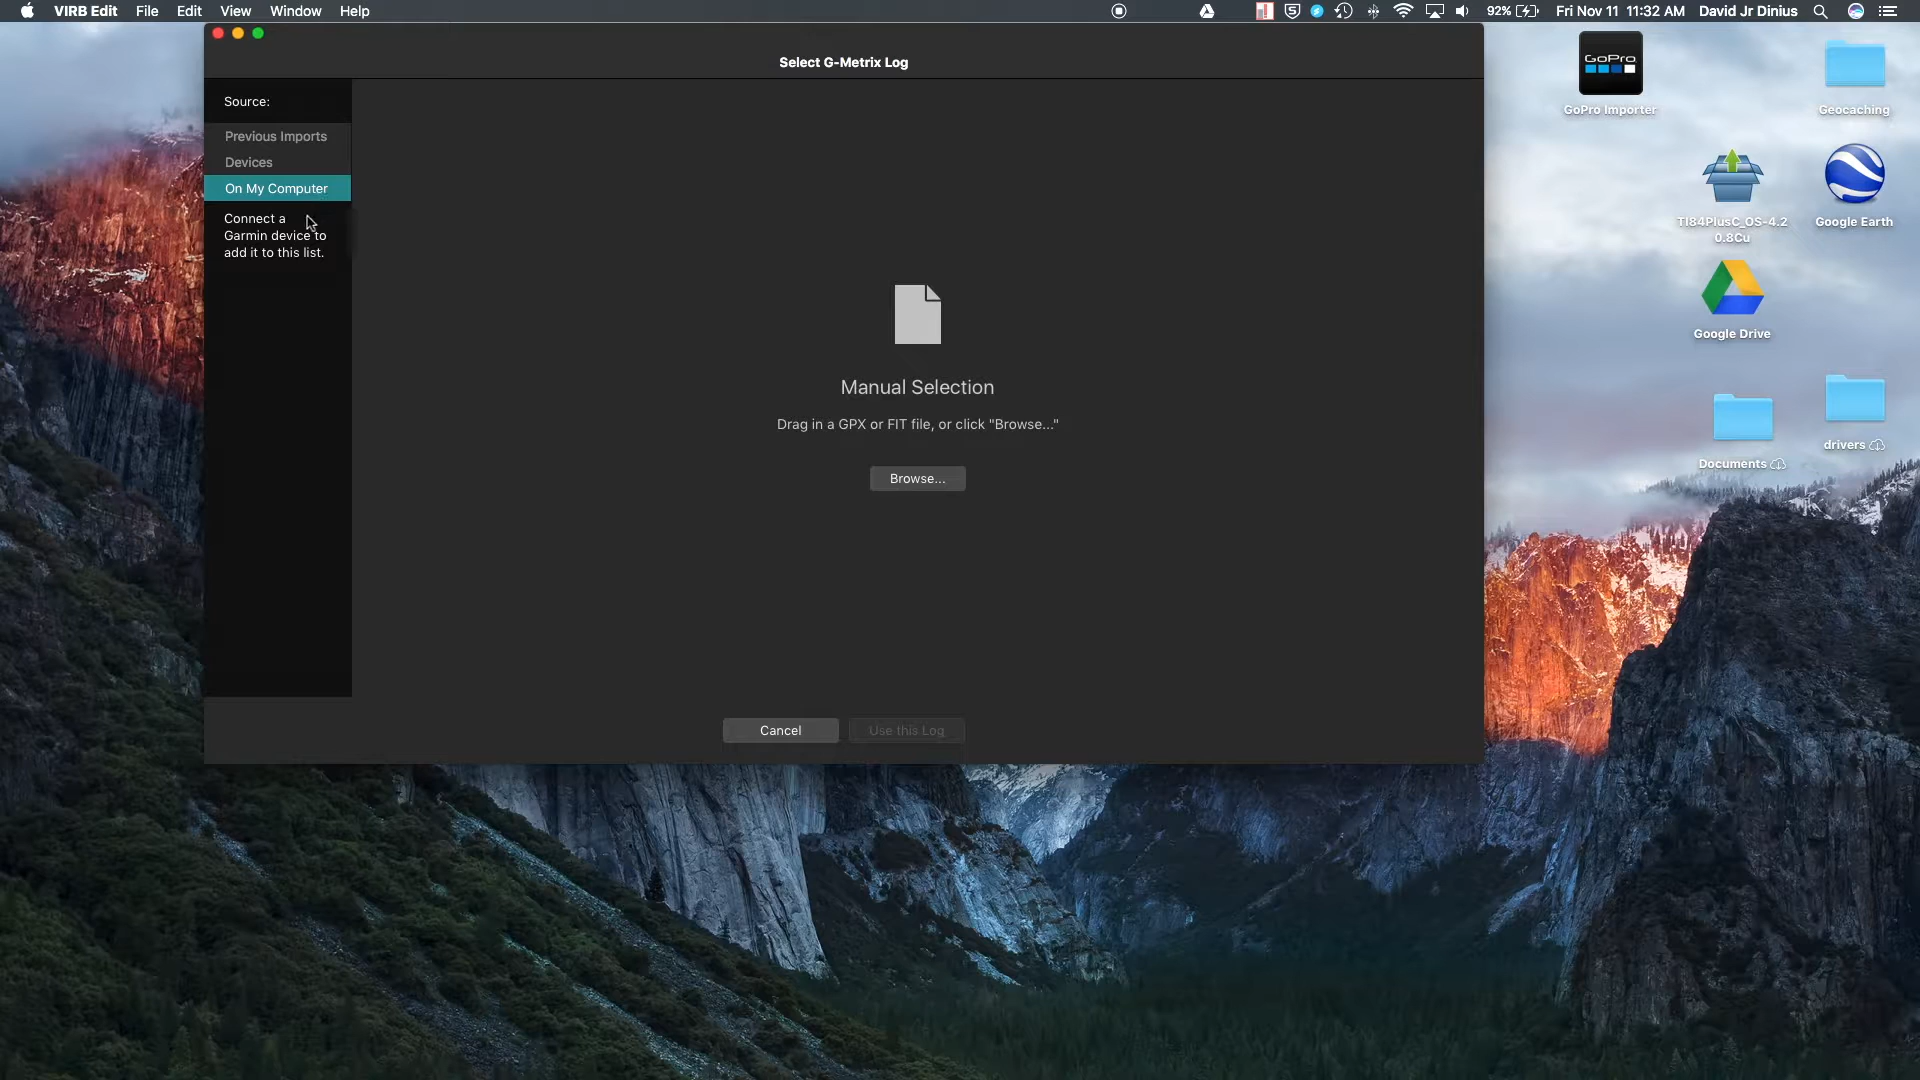 VIRB Edit File Edit View Window Help 92% Fri Nov 11 11:32 AM David Jr Dinius
Select G-Metrix Log
Source:
Previous Imports
Devices
On My Computer
Connect a
Garmin device to
add it to this list.
Manual Selection
Drag in a GPX or FIT file, or click "Browse..."
Browse...
Cancel Use this Log
GoPro
GoPro Importer
Geocaching
TI84PlusC_OS-4.2
0.8Cu
Google Earth
Google Drive
Documents
drivers